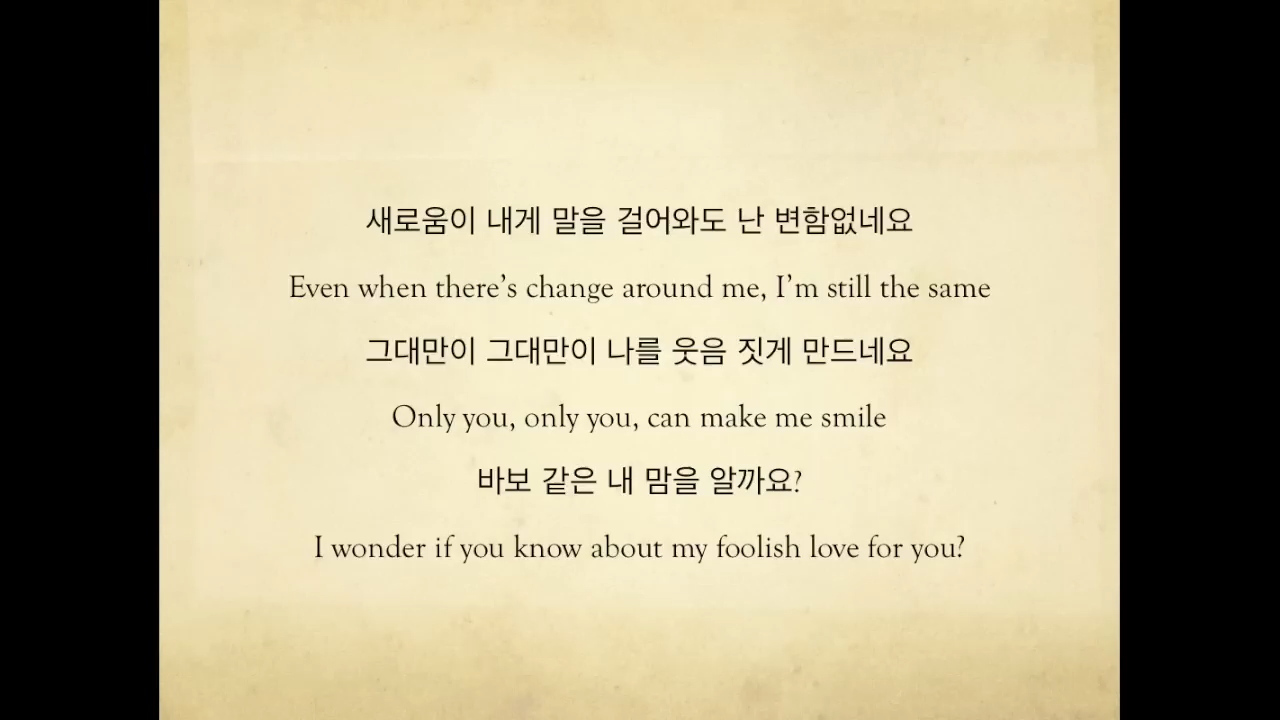 새로움이 내게 말을 걸어와도 난 변함없네요
Even when there’s change around me, I’m still the same
그대만이 그대만이 나를 웃음 짓게 만드네요
Only you, only you, can make me smile
바보 같은 내 맘을 알까요?
I wonder if you know about my foolish love for you?